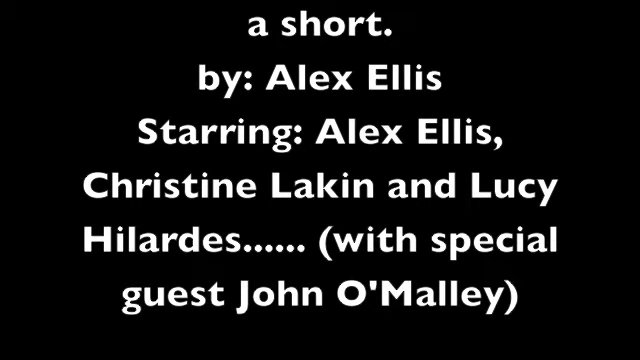 a short.
by: Alex Ellis
Starring: Alex Ellis,
Christine Lakin and Lucy
Hilardes...... (with special
guest John O'Malley)